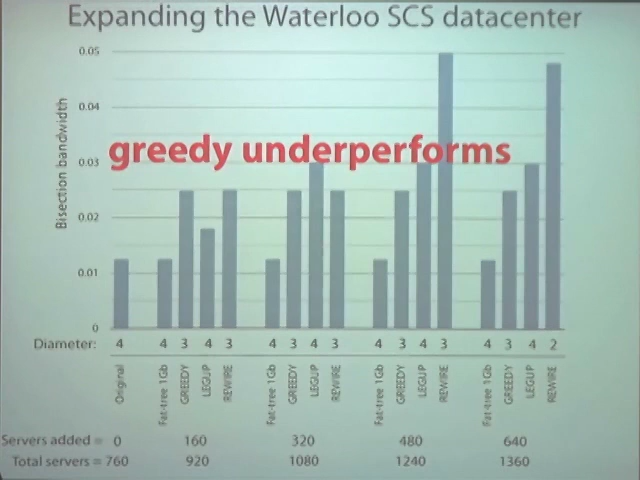 Expanding the Waterloo SCS datacenter
0.05
0.04
0.03
0.02
0.01
0
Bisection bandwidth
greedy underperforms
Diameter: 4 4 3 4 3 4 3 4 3 4 3 4 3 4 3 4 2
Original Fat-tree 1Gb GREEDY LEGUP REWIRE Fat-tree 1Gb GREEDY LEGUP REWIRE Fat-tree 1Gb GREEDY LEGUP REWIRE Fat-tree 1Gb GREEDY LEGUP REWIRE
Servers added = 0 160 320 480 640
Total servers = 760 920 1080 1240 1360